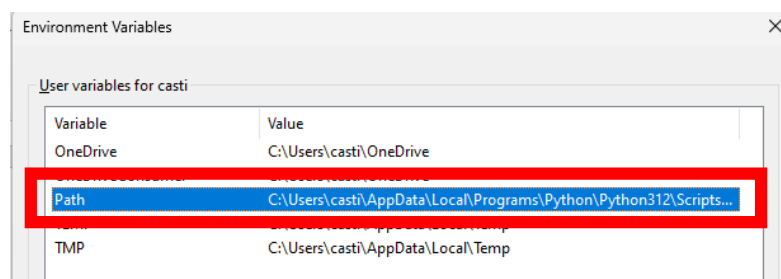 Environment Variables
User variables for casti
Variable Value
OneDrive C:\Users\casti\OneDrive
Path C:\Users\casti\AppData\Local\Programs\Python\Python312\Scripts...
TMP C:\Users\casti\AppData\Local\Temp